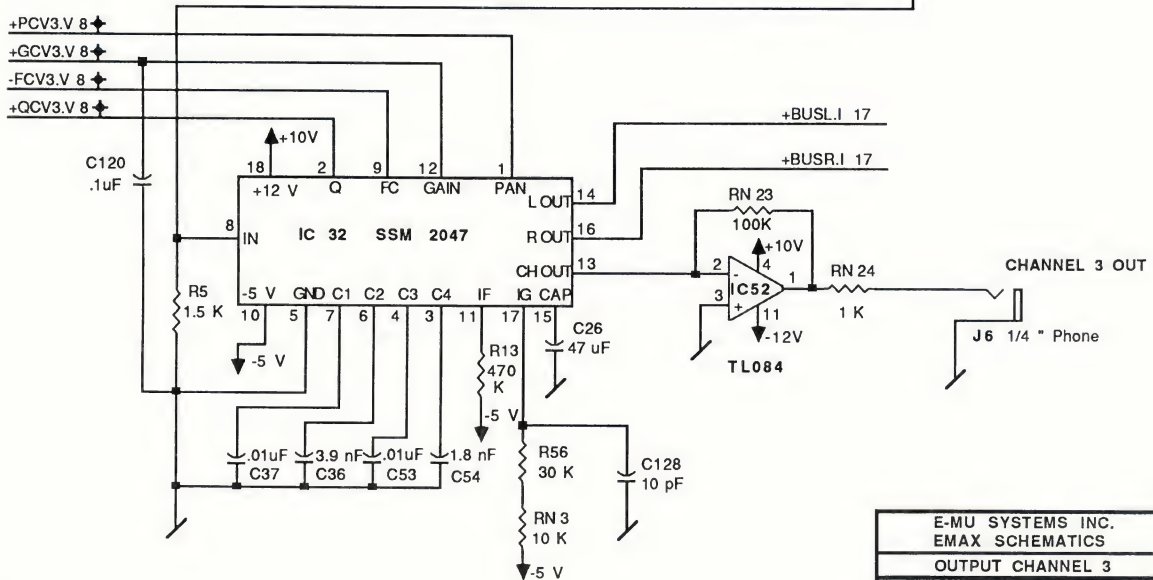 +PCV3.V 8
+GCV3.V 8
-FCV3.V 8
+QCV3.V 8
+BUSL.I 17
+10V
+BUSR.I 17
C120
.1uF
18 2 9 12 1
+12 V Q FC GAIN PAN
L OUT 14
RN 23
100K
8 IN
IC 32 SSM 2047
R OUT 16
+10V
CH OUT 13
2 - 4 1
RN 24
CHANNEL 3 OUT
IC52
R5
1.5 K
-5 V GND C1 C2 C3 C4 IF IG CAP
3 + 11
1 K
10 5 7 6 4 3 11 17 15
C26
47 uF
-12V
J6 1/4 " Phone
-5 V
R13
470
K
TL084
-5 V
.01uF 3.9 nF .01uF 1.8 nF
C37 C36 C53 C54
R56
30 K
C128
10 pF
RN 3
10 K
-5 V
E-MU SYSTEMS INC.
EMAX SCHEMATICS
OUTPUT CHANNEL 3